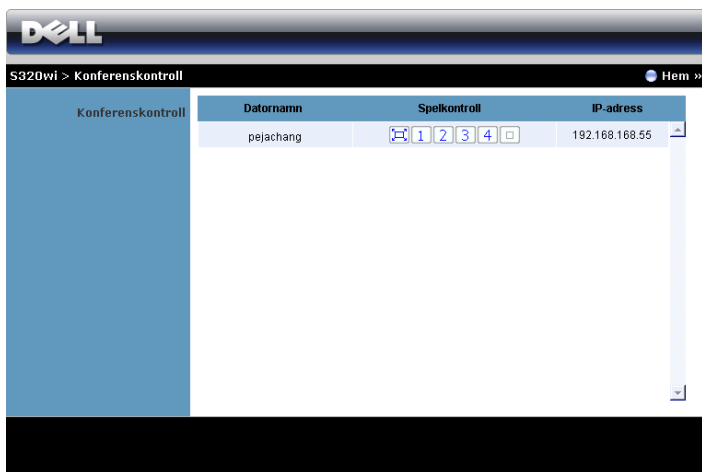 DELL
S320wi > Konferenskontroll
Hem »
Konferenskontroll
Datornamn Spelkontroll IP-adress
pejachang 1 2 3 4 192.168.168.55